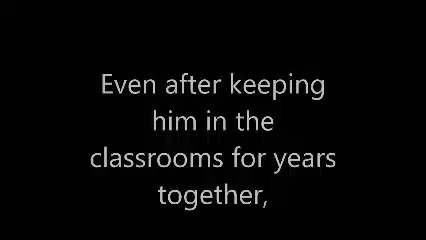 Even after keeping
him in the
classrooms for years
together,